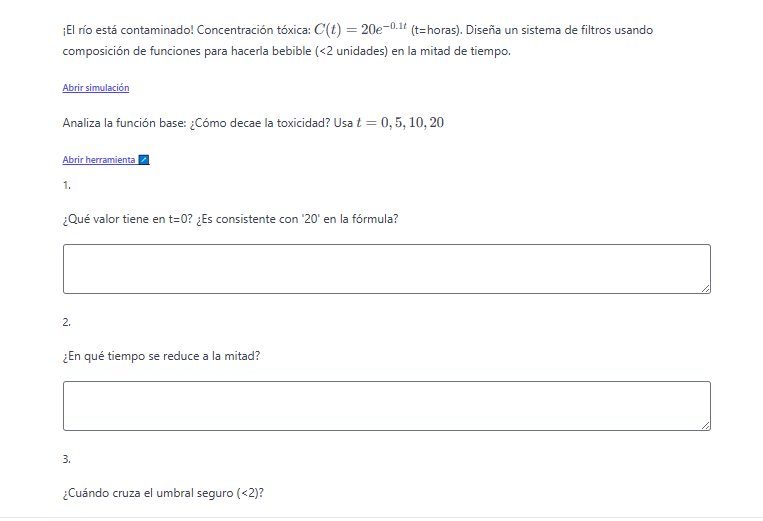 ¡El río está contaminado! Concentración tóxica: C(t) = 20e^{-0.1t} (t=horas). Diseña un sistema de filtros usando
composición de funciones para hacerla bebible (<2 unidades) en la mitad de tiempo.
Abrir simulación
Analiza la función base: ¿Cómo decae la toxicidad? Usa t = 0, 5, 10, 20
Abrir herramienta
1.
¿Qué valor tiene en t=0? ¿Es consistente con '20' en la fórmula?
2.
¿En qué tiempo se reduce a la mitad?
3.
¿Cuándo cruza el umbral seguro (<2)?